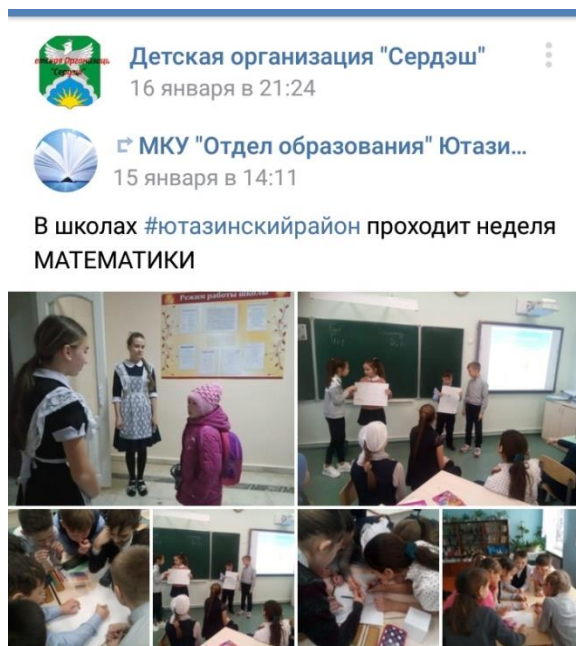 Детская организация "Сердэш"
16 января в 21:24
МКУ "Отдел образования" Ютази...
15 января в 14:11
В школах #ютазинскийрайон проходит неделя
МАТЕМАТИКИ
Режим работы школы